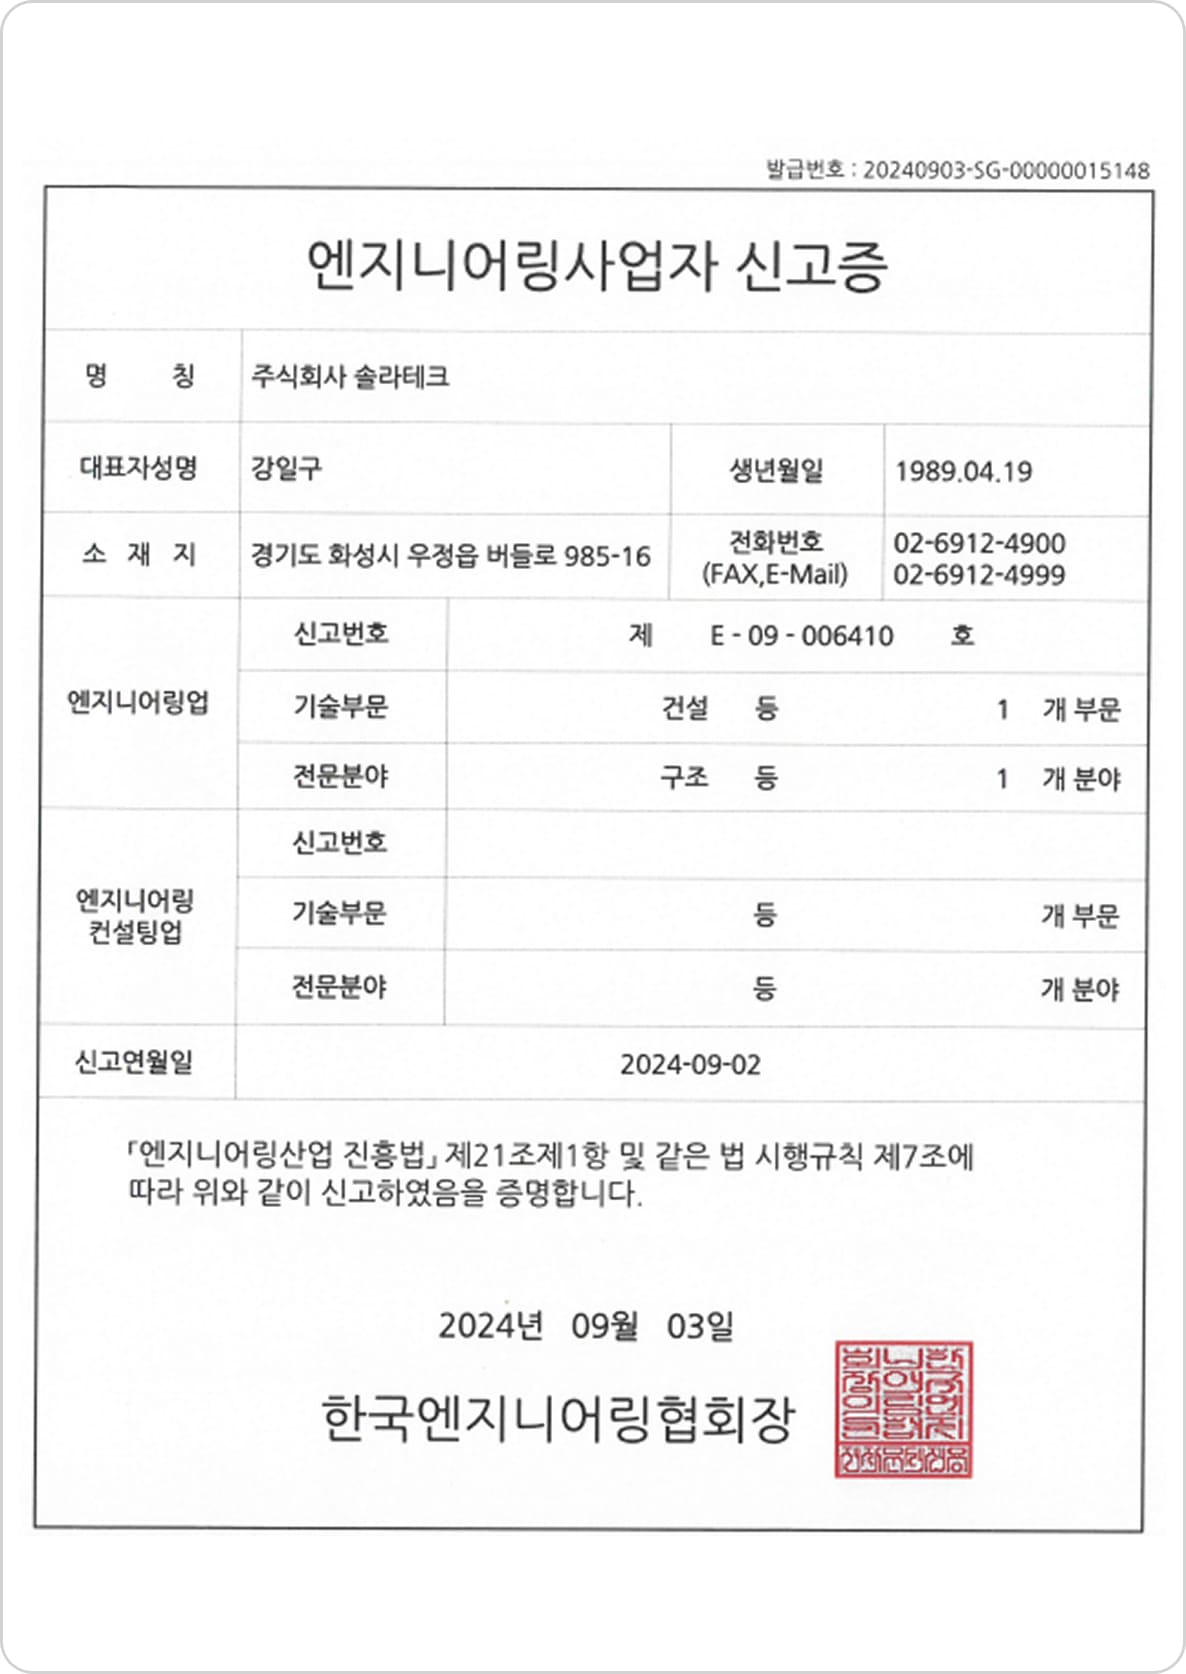 발급번호 : 20240903-SG-00000015148
엔지니어링사업자 신고증
명 칭 주식회사 솔라테크
대표자성명 강일구 생년월일 1989.04.19
소 재 지 경기도 화성시 우정읍 버들로 985-16 전화번호 (FAX,E-Mail) 02-6912-4900
02-6912-4999
엔지니어링업
신고번호 제 E - 09 - 006410 호
기술부문 건설 등 1 개 부문
전문분야 구조 등 1 개 분야
엔지니어링
컨설팅업
신고번호
기술부문 등 개 부문
전문분야 등 개 분야
신고연월일 2024-09-02
「엔지니어링산업 진흥법」 제21조제1항 및 같은 법 시행규칙 제7조에
따라 위와 같이 신고하였음을 증명합니다.
2024년 09월 03일
한국엔지니어링협회장